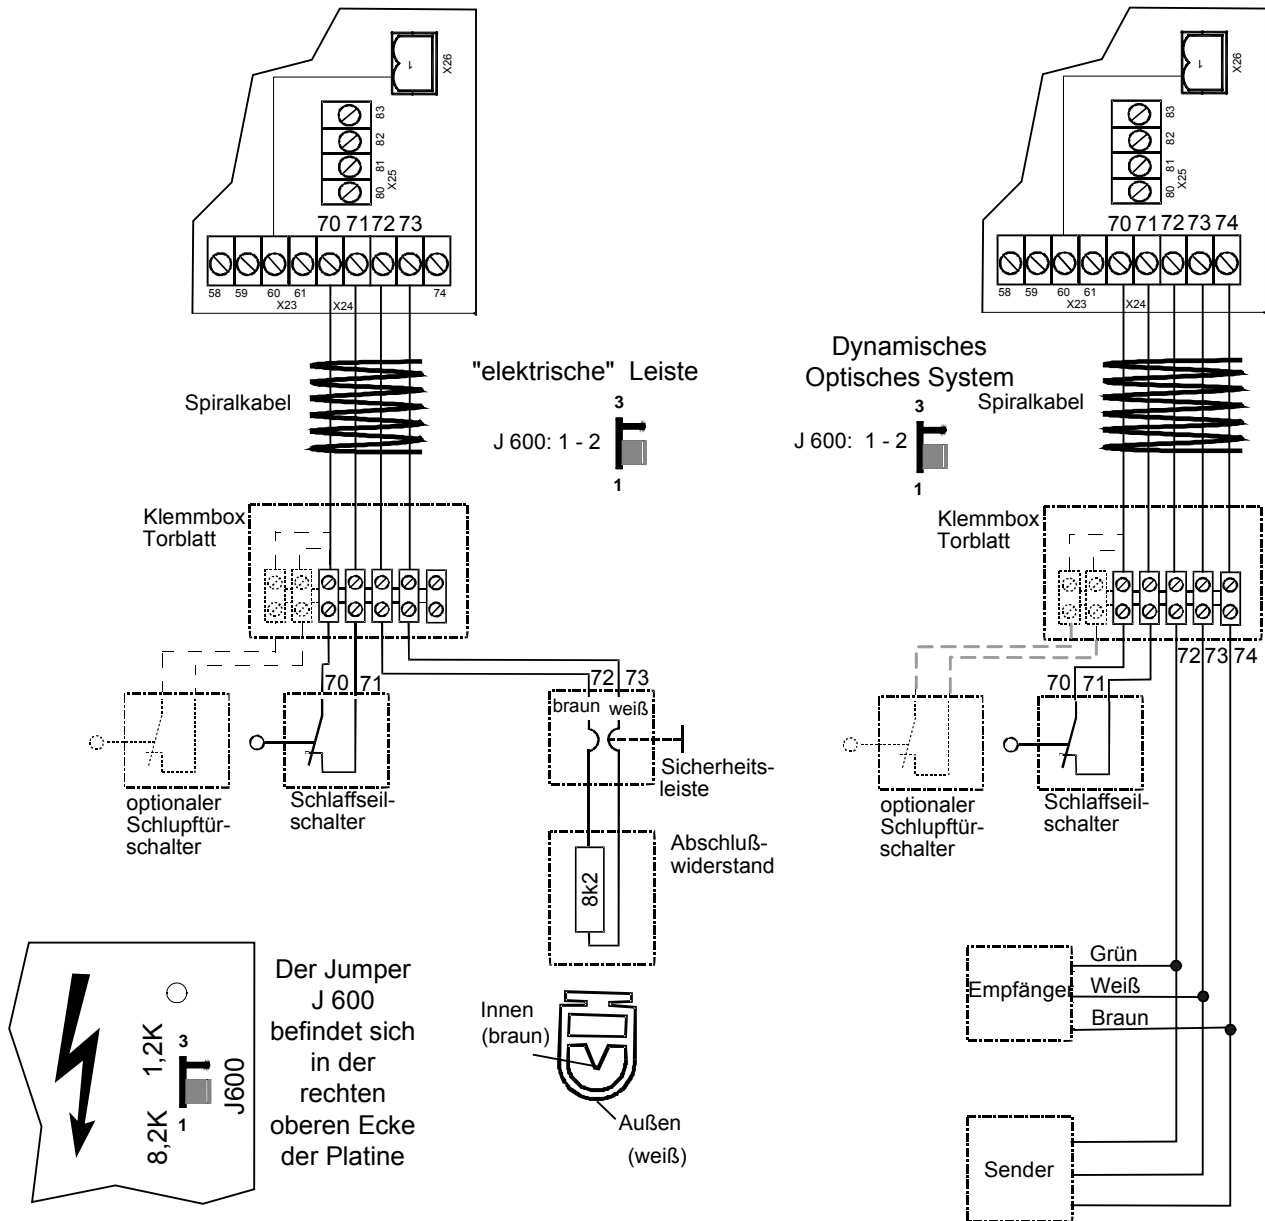 1
X26
83
82
81
80
X25
70 71 72 73
58 59 60 61 74
X23 X24
Spiralkabel
"elektrische" Leiste
J 600: 1 - 2
3
1
Klemmbox
Torblatt
70 71
72 73
braun weiß
optionaler
Schlupftür-
schalter
Schlaffseil-
schalter
Sicherheits-
leiste
Abschluß-
widerstand
8k2
Innen
(braun)
Außen
(weiß)
8,2K 1,2K
3
1
J600
Der Jumper
J 600
befindet sich
in der
rechten
oberen Ecke
der Platine
1
X26
83
82
81
80
X25
70 71 72 73 74
58 59 60 61
X23 X24
Dynamisches
Optisches System
J 600: 1 - 2
3
1
Spiralkabel
Klemmbox
Torblatt
72 73 74
70 71
optionaler
Schlupftür-
schalter
Schlaffseil-
schalter
Empfänger
Grün
Weiß
Braun
Sender